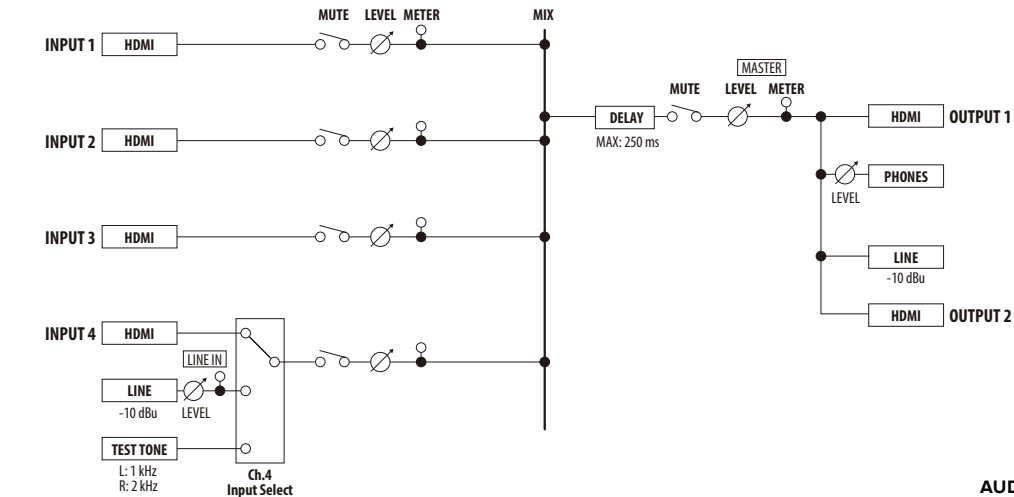 MUTE LEVEL METER MIX
INPUT 1 HDMI
MASTER
MUTE LEVEL METER
DELAY HDMI OUTPUT 1
MAX: 250 ms
INPUT 2 HDMI
PHONES
LEVEL
INPUT 3 HDMI
LINE
-10 dBu
HDMI OUTPUT 2
INPUT 4 HDMI
LINE IN
LINE
-10 dBu LEVEL
TEST TONE
L: 1 kHz
R: 2 kHz
Ch.4
Input Select
AUD